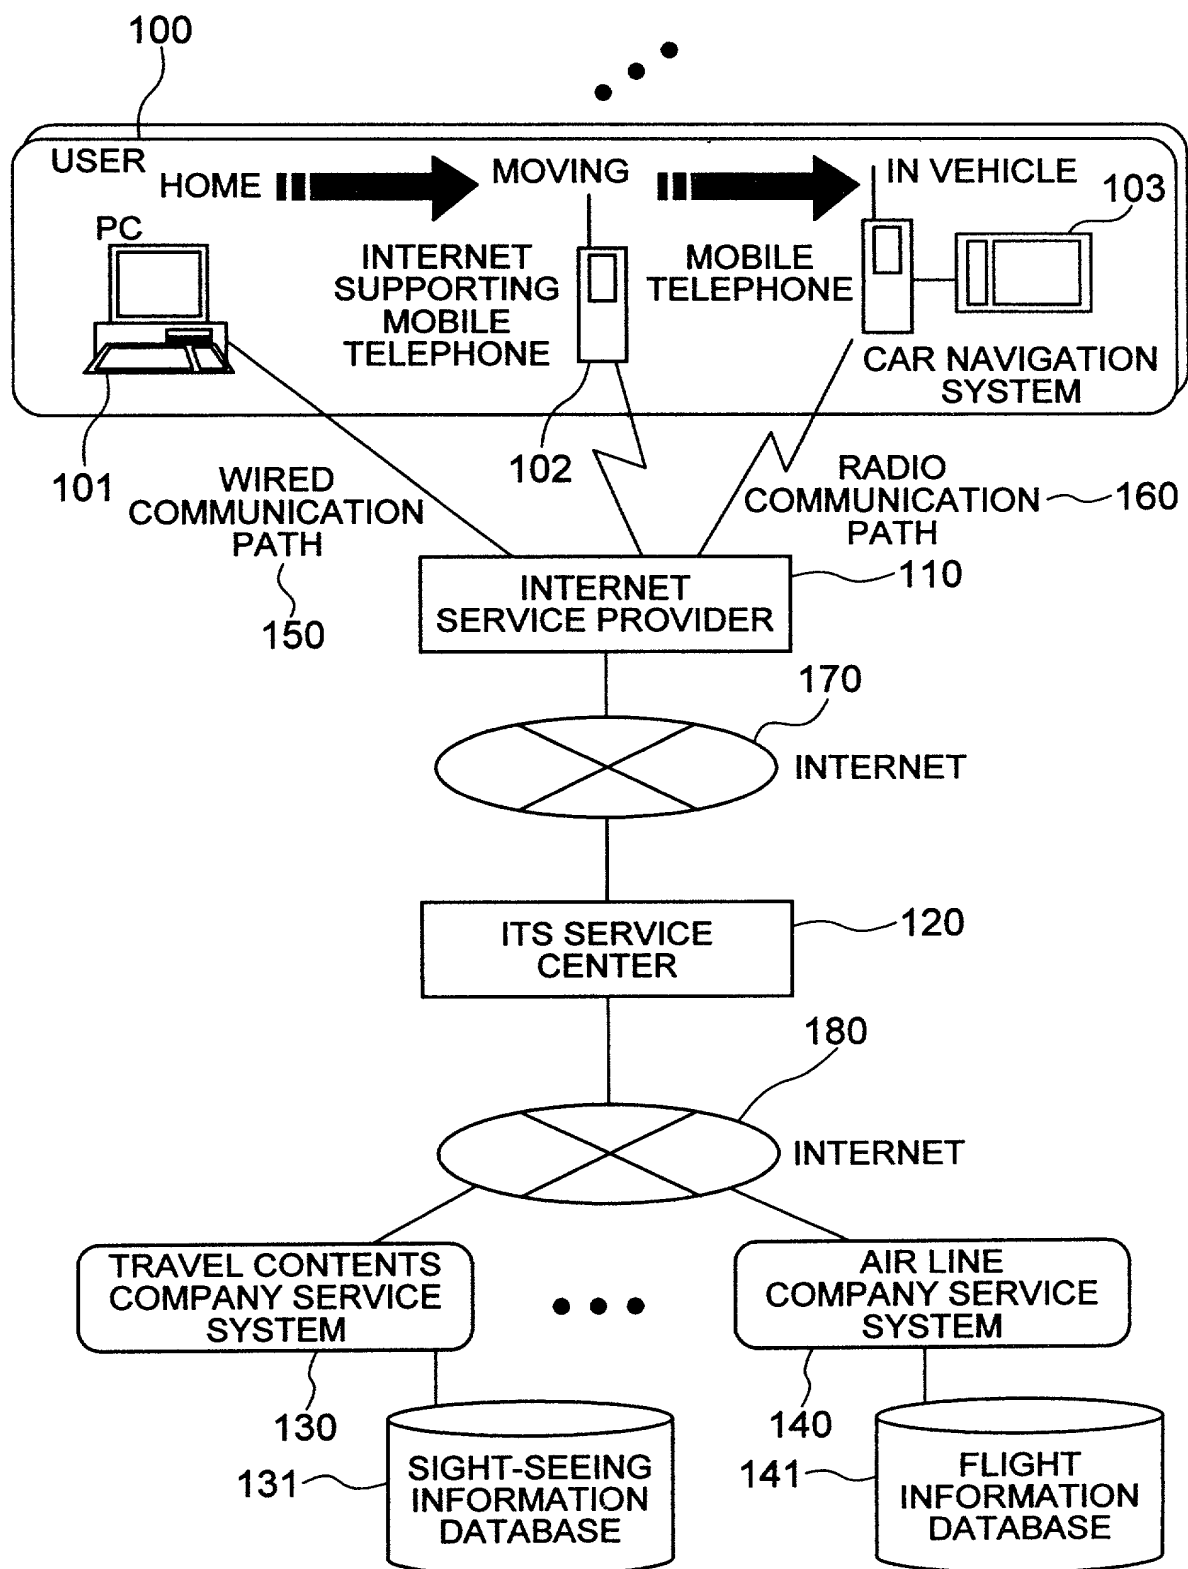 100
USER
HOME
MOVING
IN VEHICLE
103
PC
INTERNET
SUPPORTING
MOBILE
TELEPHONE
MOBILE
TELEPHONE
CAR NAVIGATION
SYSTEM
101
102
WIRED
COMMUNICATION
PATH
150
RADIO
COMMUNICATION
PATH
160
INTERNET
SERVICE PROVIDER
110
170
INTERNET
ITS SERVICE
CENTER
120
180
INTERNET
TRAVEL CONTENTS
COMPANY SERVICE
SYSTEM
AIR LINE
COMPANY SERVICE
SYSTEM
130
140
131
SIGHT-SEEING
INFORMATION
DATABASE
141
FLIGHT
INFORMATION
DATABASE